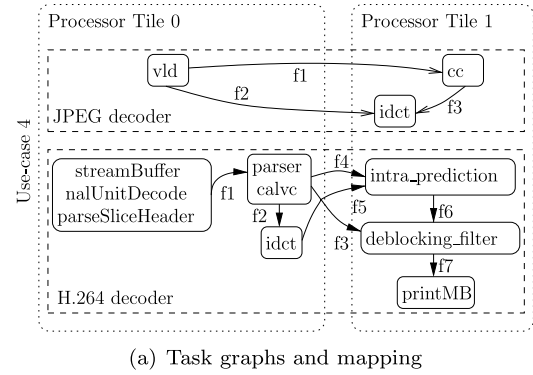 Processor Tile 0
Processor Tile 1
vld
f1
cc
f2
idct
f3
JPEG decoder
Use-case 4
streamBuffer
nalUnitDecode
parseSliceHeader
f1
parser
calvc
f4
intra_prediction
f2
f5
f6
idct
f3
deblocking_filter
f7
printMB
H.264 decoder
(a) Task graphs and mapping